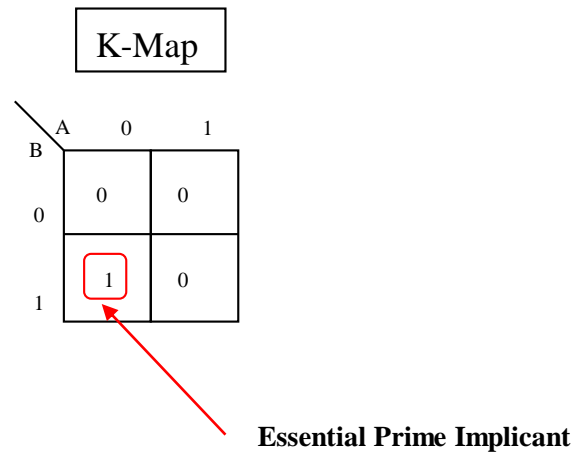 K-Map
A 0 1
B
0 0 0
1 1 0
Essential Prime Implicant